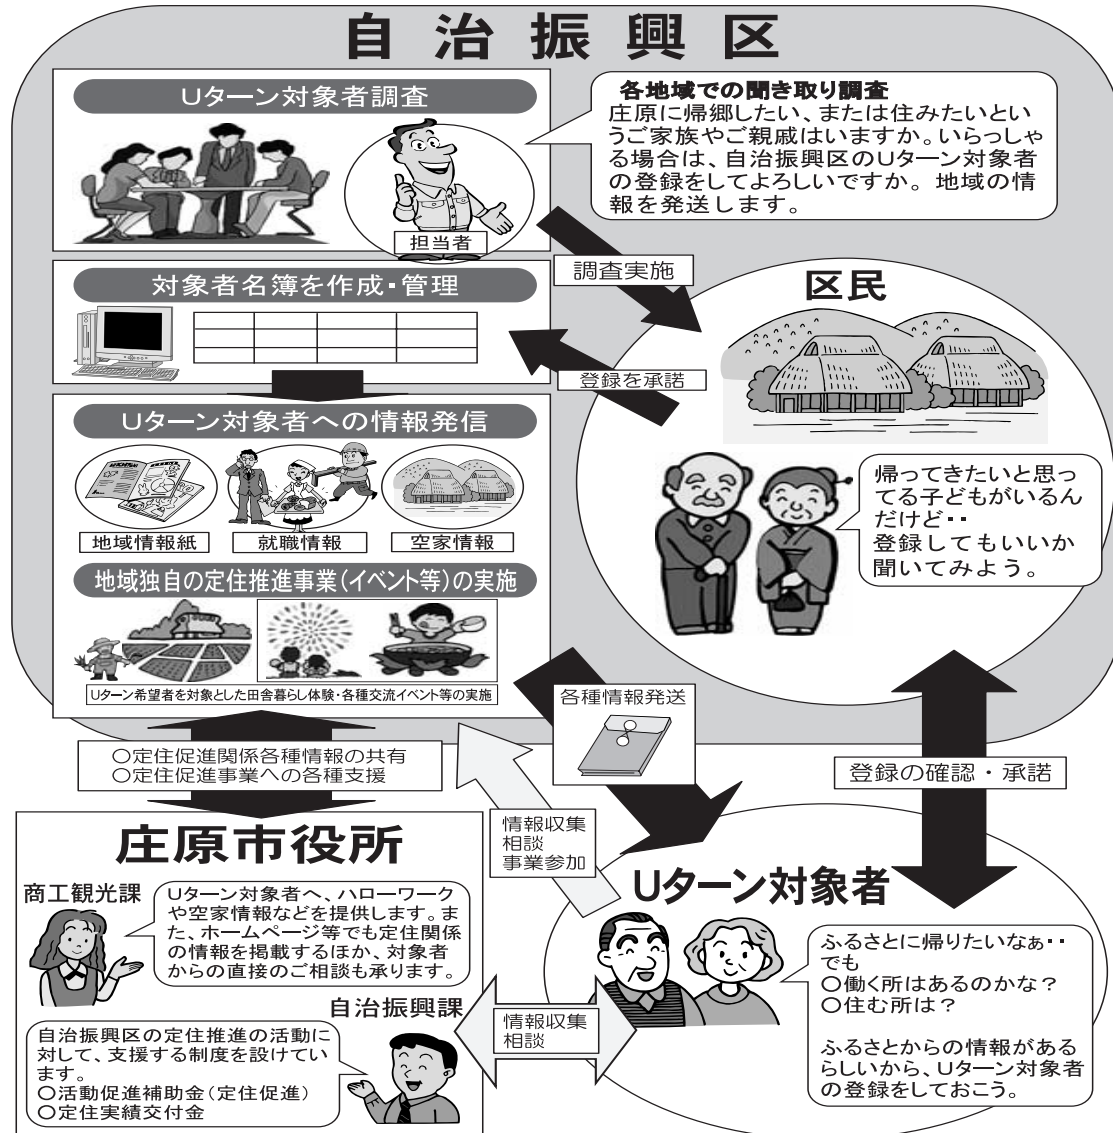 自治振興区
Uターン対象者調査
担当者
各地域での聞き取り調査
庄原に帰郷したい、または住みたいとい
うご家族やご親戚はいますか。いらっしゃ
る場合は、自治振興区のUターン対象者
の登録をしてよろしいですか。地域の情
報を発送します。
調査実施
対象者名簿を作成・管理
登録を承諾
区民
帰ってきたいと思っ
てる子どもがいるん
だけど・・
登録してもいいか
聞いてみよう。
Uターン対象者への情報発信
地域情報紙
就職情報
空家情報
地域独自の定住推進事業(イベント等)の実施
Uターン希望者を対象とした田舎暮らし体験・各種交流イベント等の実施
各種情報発送
○定住促進関係各種情報の共有
○定住促進事業への各種支援
登録の確認・承諾
情報収集
相談
事業参加
庄原市役所
商工観光課
Uターン対象者へ、ハローワーク
や空家情報などを提供します。ま
た、ホームページ等でも定住関係
の情報を掲載するほか、対象者
からの直接のご相談も承ります。
自治振興課
自治振興区の定住推進の活動に
対して、支援する制度を設けてい
ます。
○活動促進補助金(定住促進)
○定住実績交付金
情報収集
相談
Uターン対象者
ふるさとに帰りたいなぁ・・
でも
○働く所はあるのかな?
○住む所は?
ふるさとからの情報がある
らしいから、Uターン対象者
の登録をしておこう。